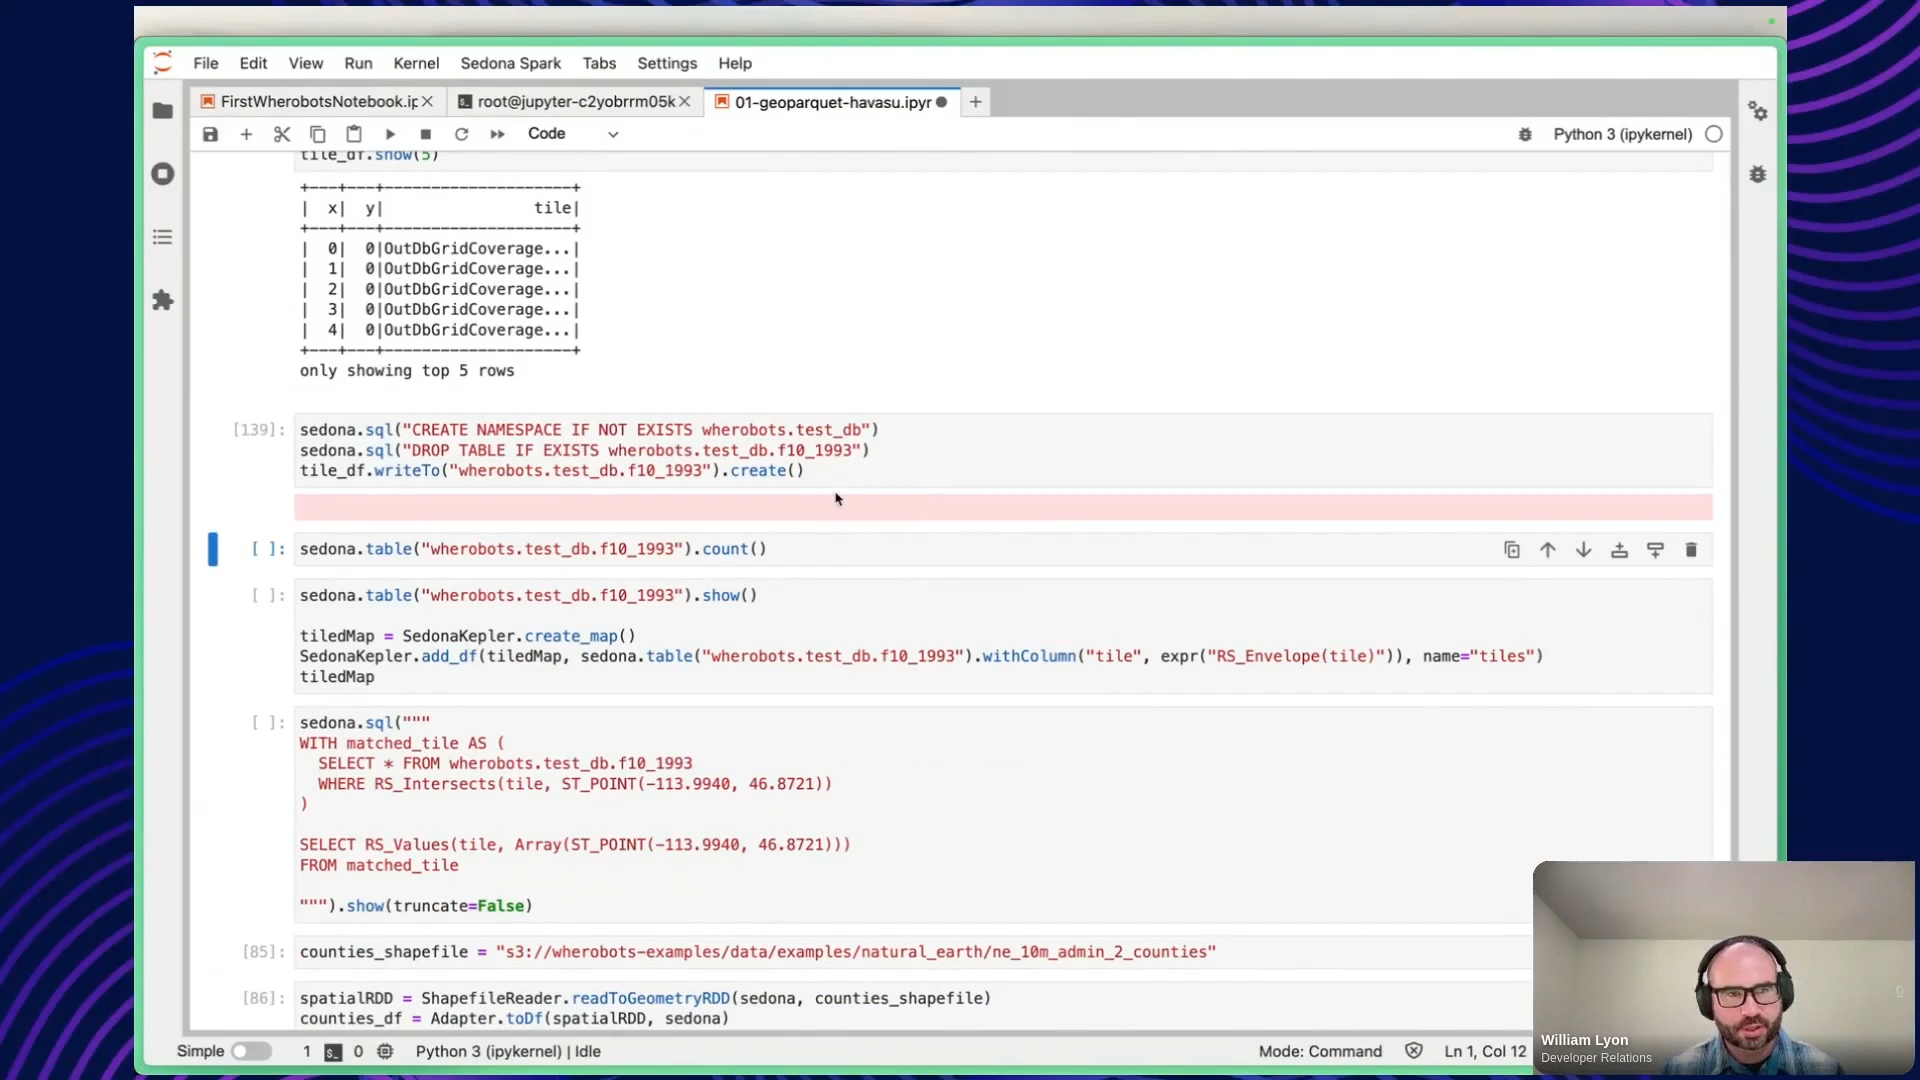 File Edit View Run Kernel Sedona Spark Tabs Settings Help
FirstWherobotsNotebook.ip root@jupyter-c2yobrrm05k 01-geoparquet-havasu.ipyr
Code Python 3 (ipykernel)
tile_df.show(5)
+---+---+--------------------+
|  x|  y|                tile|
+---+---+--------------------+
|  0|  0|OutDbGridCoverage...|
|  1|  0|OutDbGridCoverage...|
|  2|  0|OutDbGridCoverage...|
|  3|  0|OutDbGridCoverage...|
|  4|  0|OutDbGridCoverage...|
+---+---+--------------------+
only showing top 5 rows
[139]: sedona.sql("CREATE NAMESPACE IF NOT EXISTS wherobots.test_db")
sedona.sql("DROP TABLE IF EXISTS wherobots.test_db.f10_1993")
tile_df.writeTo("wherobots.test_db.f10_1993").create()
[ ]: sedona.table("wherobots.test_db.f10_1993").count()
[ ]: sedona.table("wherobots.test_db.f10_1993").show()
tiledMap = SedonaKepler.create_map()
SedonaKepler.add_df(tiledMap, sedona.table("wherobots.test_db.f10_1993").withColumn("tile", expr("RS_Envelope(tile)")), name="tiles")
tiledMap
[ ]: sedona.sql("""
WITH matched_tile AS (
  SELECT * FROM wherobots.test_db.f10_1993
  WHERE RS_Intersects(tile, ST_POINT(-113.9940, 46.8721))
)
SELECT RS_Values(tile, Array(ST_POINT(-113.9940, 46.8721)))
FROM matched_tile
""").show(truncate=False)
[85]: counties_shapefile = "s3://wherobots-examples/data/examples/natural_earth/ne_10m_admin_2_counties"
[86]: spatialRDD = ShapefileReader.readToGeometryRDD(sedona, counties_shapefile)
counties_df = Adapter.toDf(spatialRDD, sedona)
Simple 1 0 Python 3 (ipykernel) | Idle Mode: Command Ln 1, Col 12
William Lyon
Developer Relations